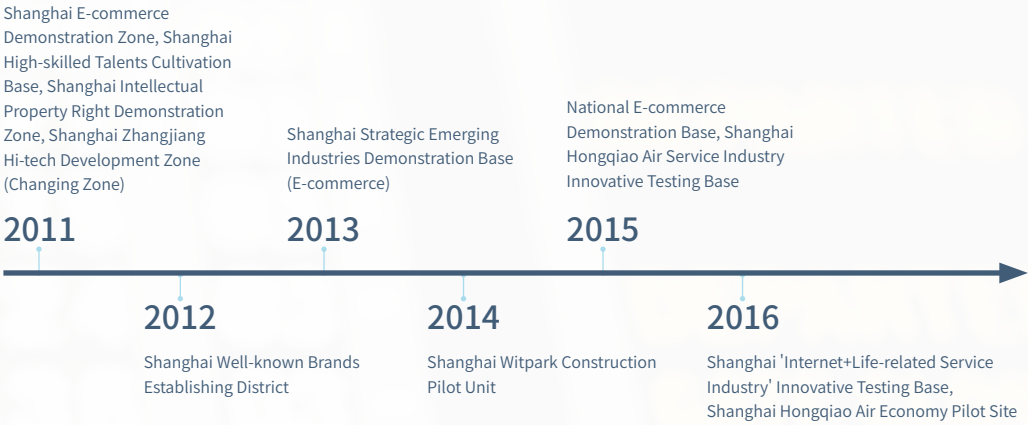 Shanghai E-commerce
Demonstration Zone, Shanghai
High-skilled Talents Cultivation
Base, Shanghai Intellectual
Property Right Demonstration
Zone, Shanghai Zhangjiang
Hi-tech Development Zone
(Changing Zone)
2011
2012
Shanghai Well-known Brands
Establishing District
Shanghai Strategic Emerging
Industries Demonstration Base
(E-commerce)
2013
2014
Shanghai Witpark Construction
Pilot Unit
National E-commerce
Demonstration Base, Shanghai
Hongqiao Air Service Industry
Innovative Testing Base
2015
2016
Shanghai 'Internet+Life-related Service
Industry' Innovative Testing Base,
Shanghai Hongqiao Air Economy Pilot Site